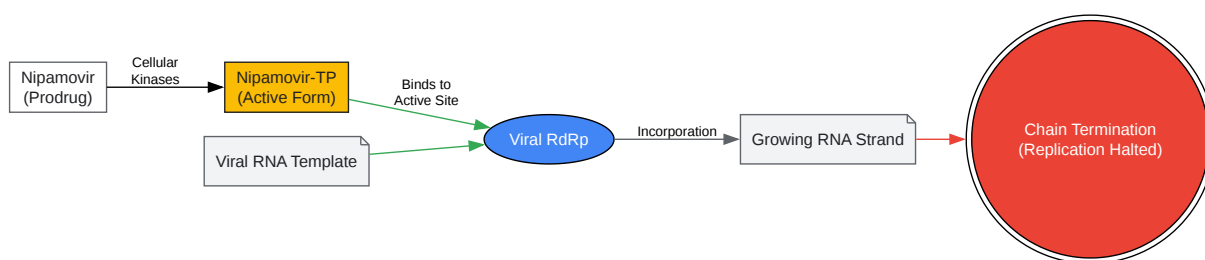 Nipamovir
(Prodrug)
Cellular
Kinases
Nipamovir-TP
(Active Form)
Binds to
Active Site
Viral RNA Template
Viral RdRp
Incorporation
Growing RNA Strand
Chain Termination
(Replication Halted)